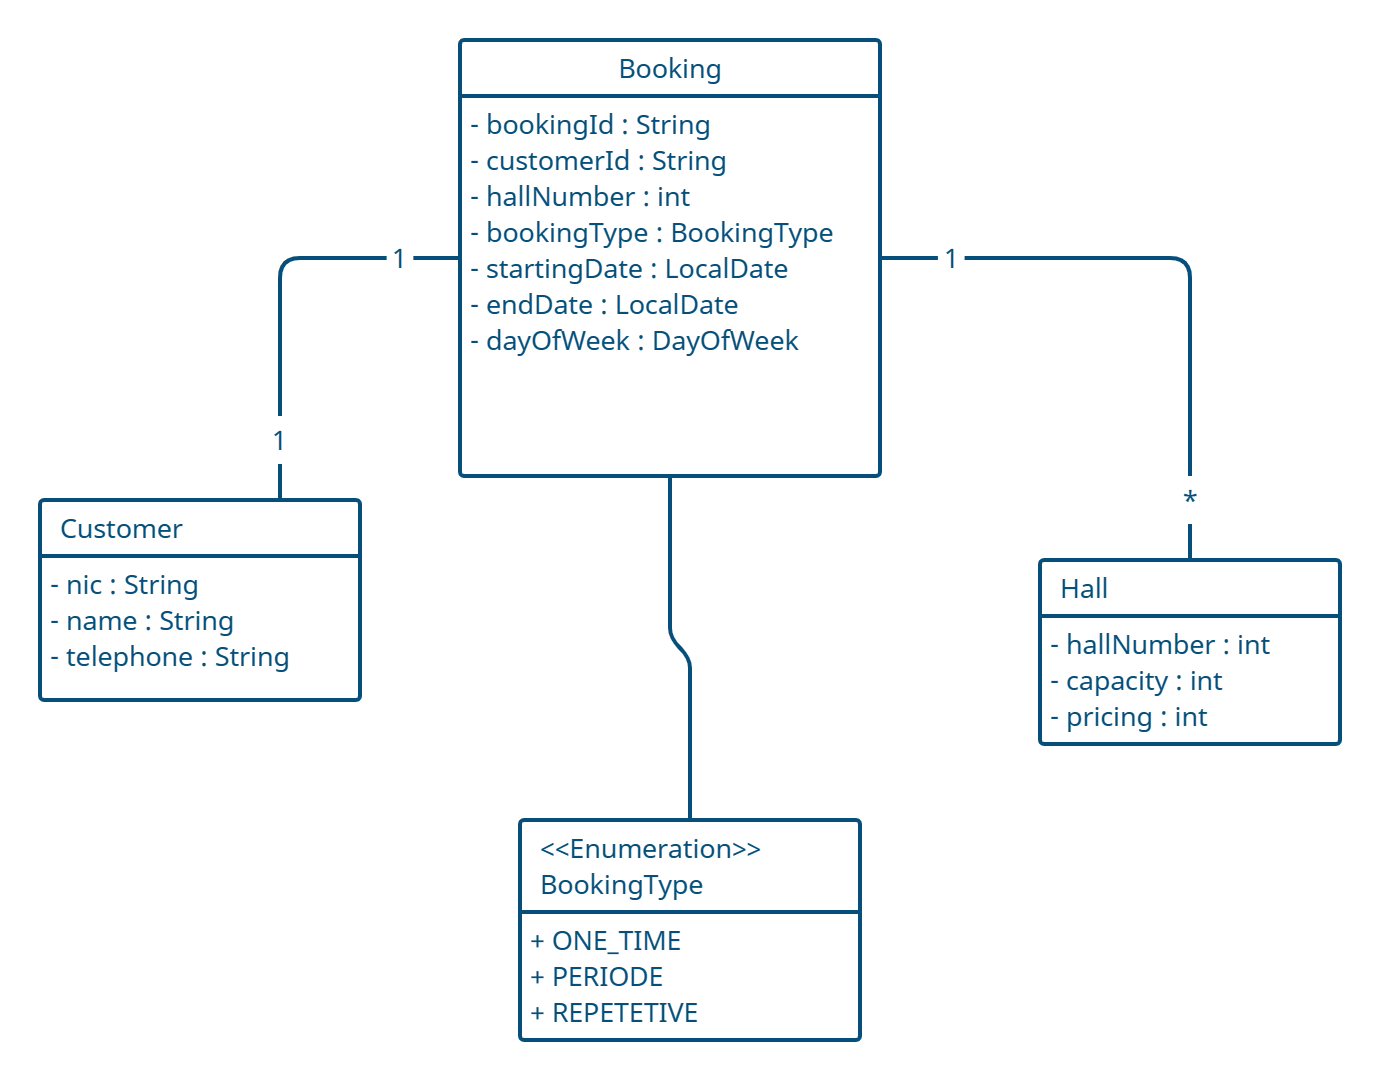 Booking
- bookingId : String
- customerId : String
- hallNumber : int
- bookingType : BookingType
- startingDate : LocalDate
- endDate : LocalDate
- dayOfWeek : DayOfWeek
1
1
1
*
Customer
- nic : String
- name : String
- telephone : String
Hall
- hallNumber : int
- capacity : int
- pricing : int
<<Enumeration>>
BookingType
+ ONE_TIME
+ PERIODE
+ REPETETIVE